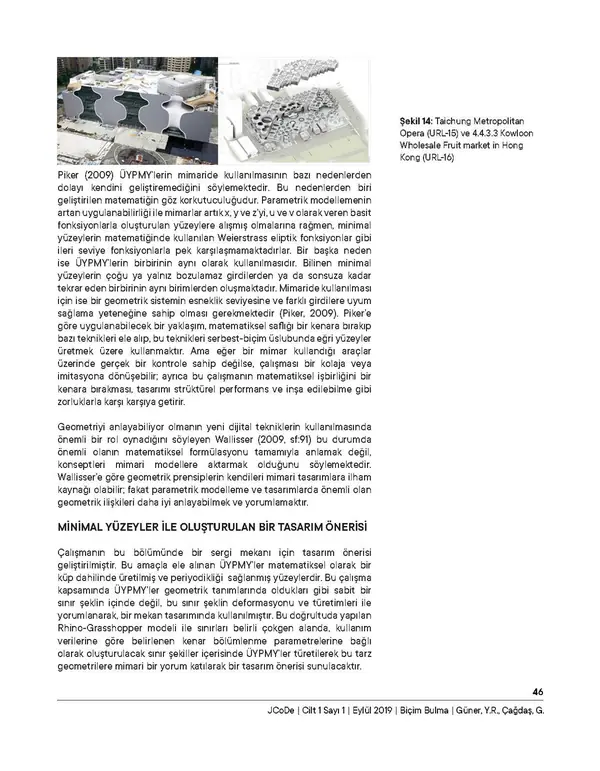 Şekil 14: Taichung Metropolitan
Opera (URL-15) ve 4.4.3.3 Kowloon
Wholesale Fruit market in Hong
Kong (URL-16)
Piker (2009) ÜYPMY'lerin mimaride kullanılmasının bazı nedenlerden
dolayı kendini geliştiremediğini söylemektedir. Bu nedenlerden biri
geliştirilen matematiğin göz korkutuculuğudur. Parametrik modellemenin
artan uygulanabilirliği ile mimarlar artık x, y ve z'yi, u ve v olarak veren basit
fonksiyonlarla oluşturulan yüzeylere alışmış olmalarına rağmen, minimal
yüzeylerin matematiğinde kullanılan Weierstrass eliptik fonksiyonlar gibi
ileri seviye fonksiyonlarla pek karşılaşmamaktadırlar. Bir başka neden
ise ÜYPMY'lerin birbirinin aynı olarak kullanılmasıdır. Bilinen minimal
yüzeylerin çoğu ya yalnız bozulamaz girdilerden ya da sonsuza kadar
tekrar eden birbirinin aynı birimlerden oluşmaktadır. Mimaride kullanılması
için ise bir geometrik sistemin esneklik seviyesine ve farklı girdilere uyum
sağlama yeteneğine sahip olması gerekmektedir (Piker, 2009). Piker'e
göre uygulanabilecek bir yaklaşım, matematiksel saflığı bir kenara bırakıp
bazı teknikleri ele alıp, bu teknikleri serbest-biçim üslubunda eğri yüzeyler
üretmek üzere kullanmaktır. Ama eğer bir mimar kullandığı araçlar
üzerinde gerçek bir kontrole sahip değilse, çalışması bir kolaja veya
imitasyona dönüşebilir; ayrıca bu çalışmanın matematiksel işbirliğini bir
kenara bırakması, tasarımı strüktürel performans ve inşa edilebilme gibi
zorluklarla karşı karşıya getirir.
Geometriyi anlayabiliyor olmanın yeni dijital tekniklerin kullanılmasında
önemli bir rol oynadığını söyleyen Wallisser (2009, sf:91) bu durumda
önemli olanın matematiksel formülasyonu tamamıyla anlamak değil,
konseptleri mimari modellere aktarmak olduğunu söylemektedir.
Wallisser'e göre geometrik prensiplerin kendileri mimari tasarımlara ilham
kaynağı olabilir; fakat parametrik modelleme ve tasarımlarda önemli olan
geometrik ilişkileri daha iyi anlayabilmek ve yorumlamaktır.
MİNİMAL YÜZEYLER İLE OLUŞTURULAN BİR TASARIM ÖNERİSİ
Çalışmanın bu bölümünde bir sergi mekanı için tasarım önerisi
geliştirilmiştir. Bu amaçla ele alınan ÜYPMY'ler matematiksel olarak bir
küp dahilinde üretilmiş ve periyodikliği sağlanmış yüzeylerdir. Bu çalışma
kapsamında ÜYPMY'ler geometrik tanımlarında oldukları gibi sabit bir
sınır şeklin içinde değil, bu sınır şeklin deformasyonu ve türetimleri ile
yorumlanarak, bir mekan tasarımında kullanılmıştır. Bu doğrultuda yapılan
Rhino-Grasshopper modeli ile sınırları belirli çokgen alanda, kullanım
verilerine göre belirlenen kenar bölümlenme parametrelerine bağlı
olarak oluşturulacak sınır şekiller içerisinde ÜYPMY'ler türetilerek bu tarz
geometrilere mimari bir yorum katılarak bir tasarım önerisi sunulacaktır.
46
JCoDe | Cilt 1 Sayı 1 | Eylül 2019 | Biçim Bulma | Güner, Y.R., Çağdaş, G.